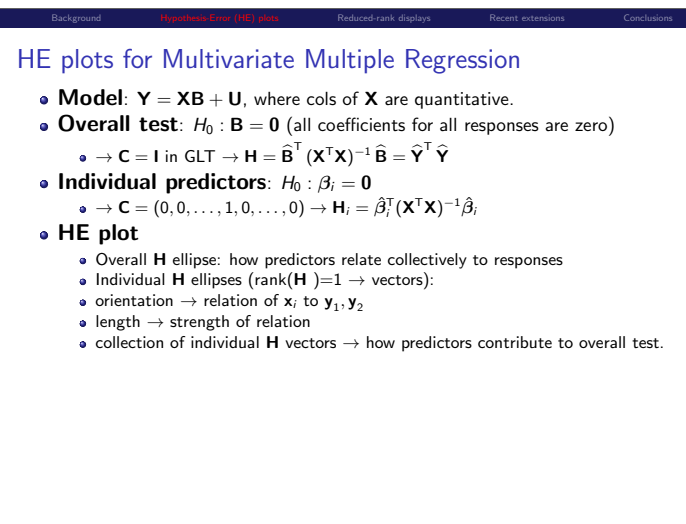 Background Hypothesis-Error (HE) plots Reduced-rank displays Recent extensions Conclusions
HE plots for Multivariate Multiple Regression
Model: Y = XB + U, where cols of X are quantitative.
Overall test: H₀ : B = 0 (all coefficients for all responses are zero)
→ C = I in GLT → H = B̂ᵀ (XᵀX)⁻¹ B̂ = Ŷᵀ Ŷ
Individual predictors: H₀ : βᵢ = 0
→ C = (0, 0, . . . , 1, 0, . . . , 0) → Hᵢ = β̂ᵢᵀ(XᵀX)⁻¹β̂ᵢ
HE plot
Overall H ellipse: how predictors relate collectively to responses
Individual H ellipses (rank(H )=1 → vectors):
orientation → relation of xᵢ to y₁, y₂
length → strength of relation
collection of individual H vectors → how predictors contribute to overall test.